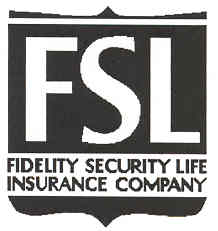 FSL
FIDELITY SECURITY LIFE
INSURANCE COMPANY